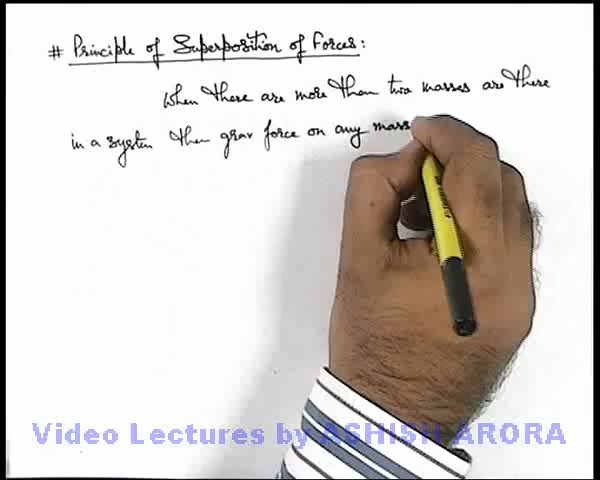 # Principle of Superposition of Forces:
When there are more than two masses are there
in a system then grav force on any mass
Video Lectures by ASHISH ARORA